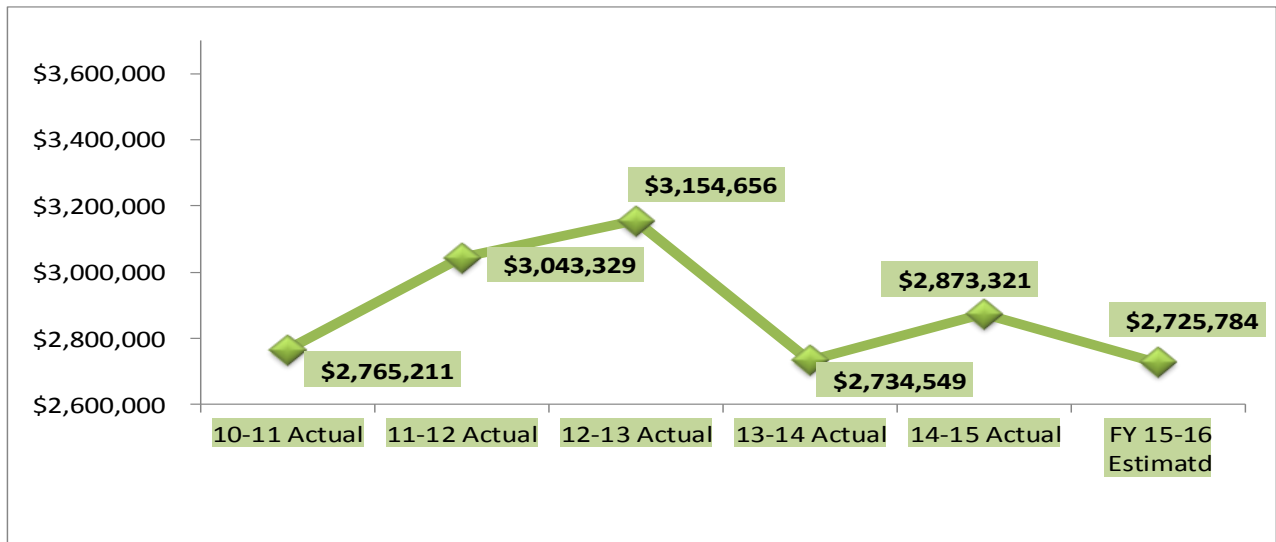 $3,600,000
$3,400,000
$3,200,000
$3,000,000
$2,800,000
$2,600,000
$2,765,211
$3,043,329
$3,154,656
$2,734,549
$2,873,321
$2,725,784
10-11 Actual
11-12 Actual
12-13 Actual
13-14 Actual
14-15 Actual
FY 15-16
Estimatd